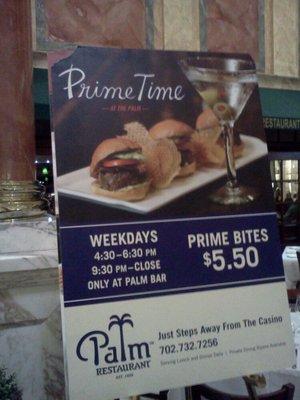 PRIME TIME
AT THE PALM
RESTAURANT
WEEKDAYS
4:30-6:30 PM
9:30 PM-CLOSE
ONLY AT PALM BAR
PRIME BITES
$5.50
Palm
RESTAURANT
Just Steps Away From The Casino
702.732.7256
Serving Lunch and Dinner Daily | Private Dining Rooms Available